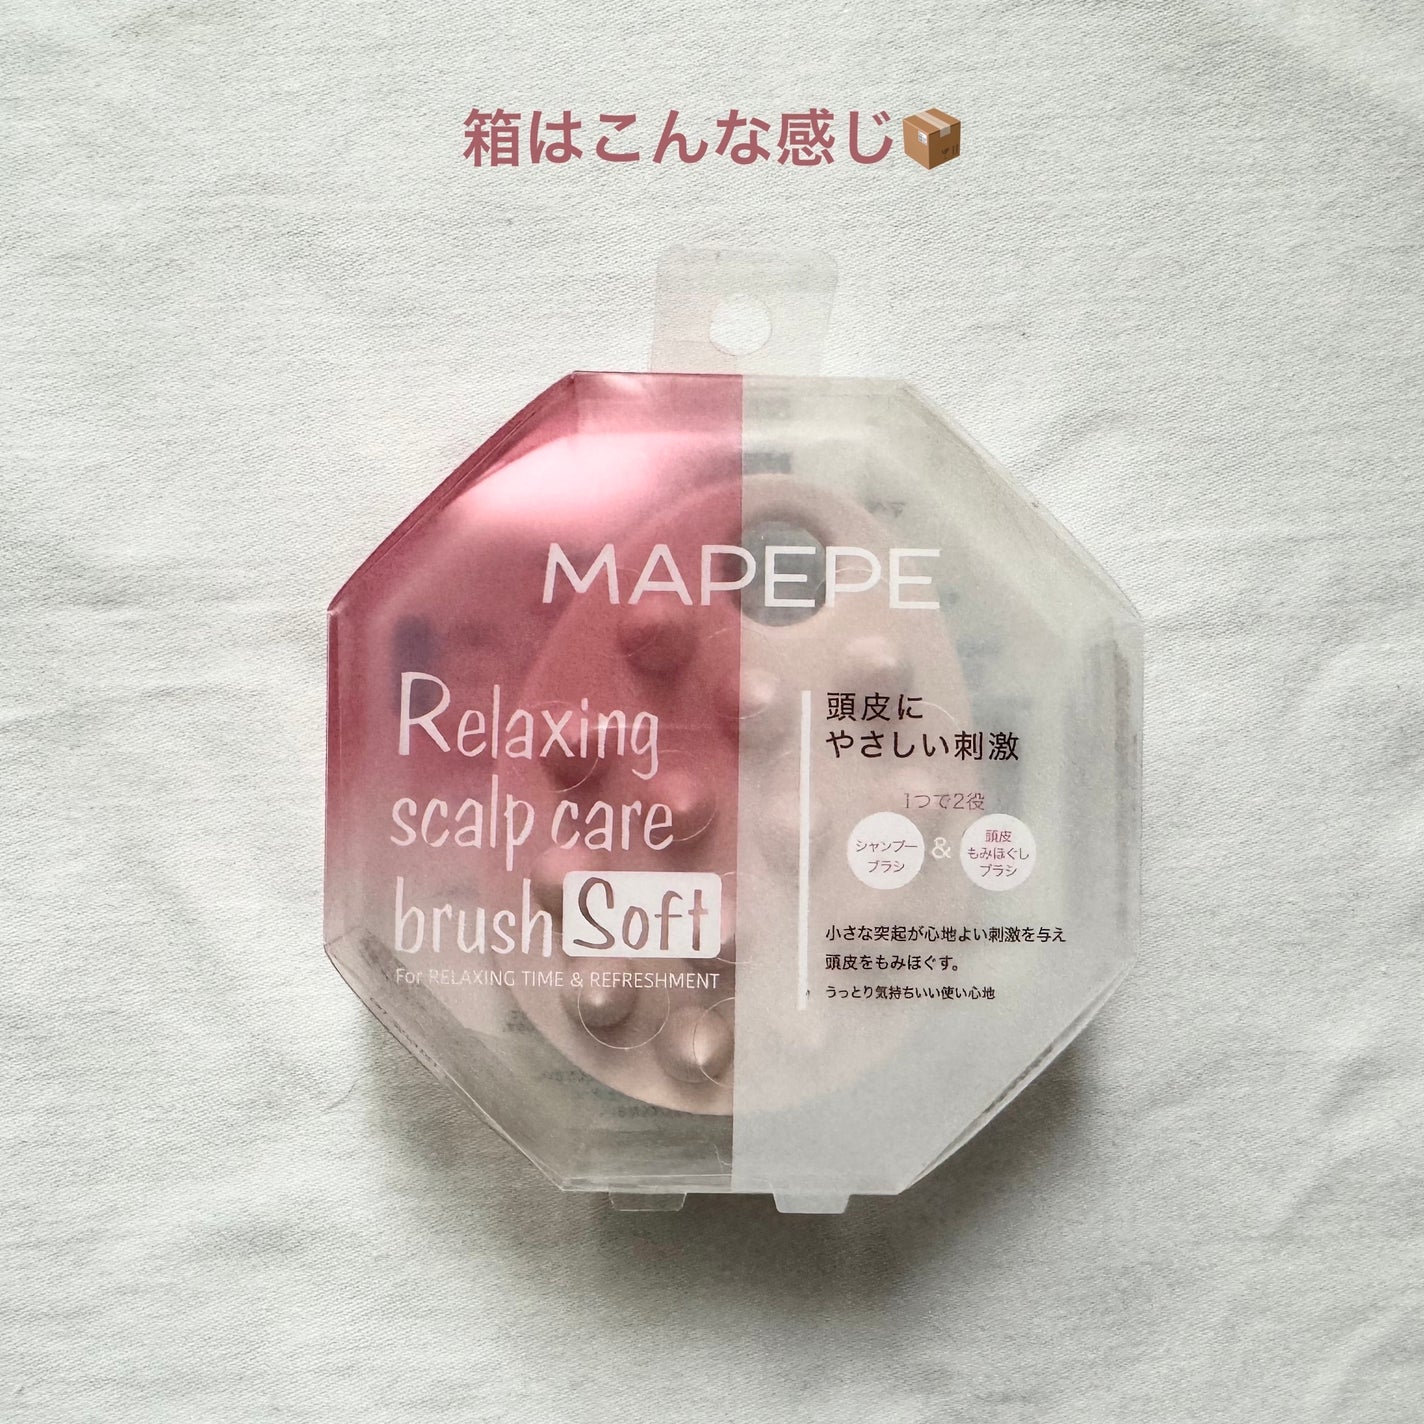 箱はこんな感じ📦
MAPEPE
Relaxing
scalp care
brush Soft
For RELAXING TIME & REFRESHMENT
頭皮に
やさしい刺激
1つで2役
シャンプー
ブラシ
&
頭皮
もみほぐし
ブラシ
小さな突起が心地よい刺激を与え
頭皮をもみほぐす。
うっとり気持ちいい使い心地